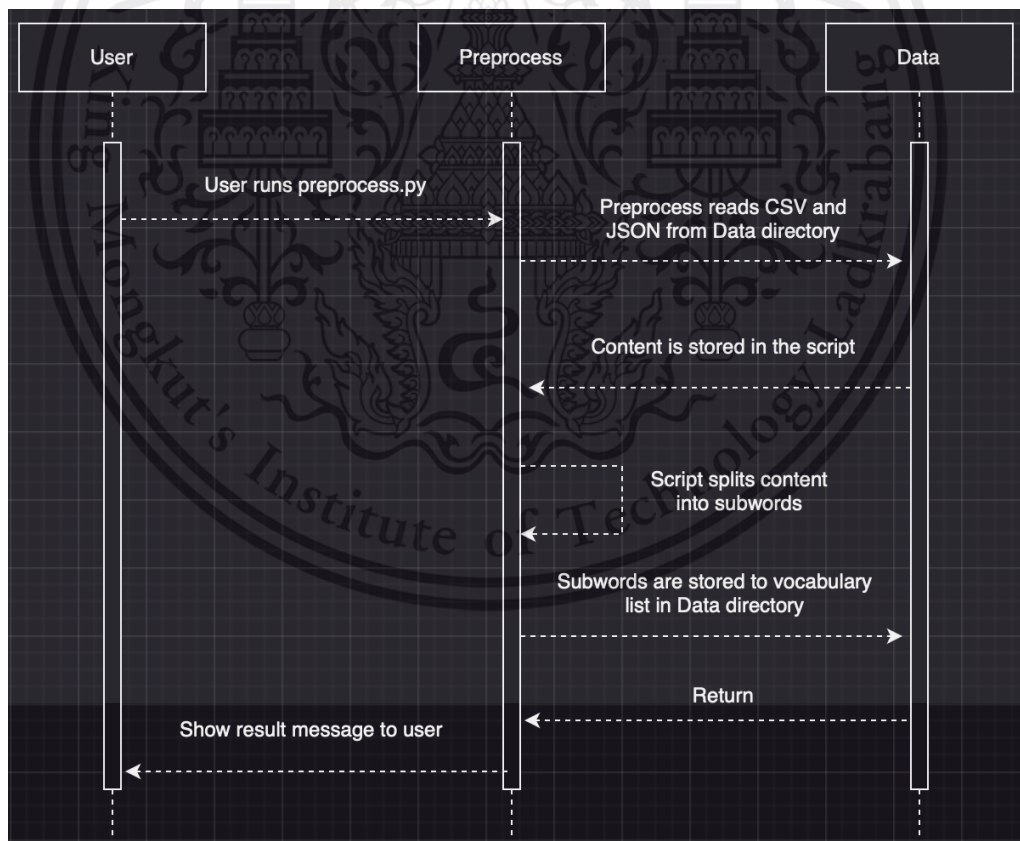 User
Preprocess
Data
User runs preprocess.py
Preprocess reads CSV and
JSON from Data directory
Content is stored in the script
Script splits content
into subwords
Subwords are stored to vocabulary
list in Data directory
Return
Show result message to user
King Mongkut's Institute of Technology Ladkrabang